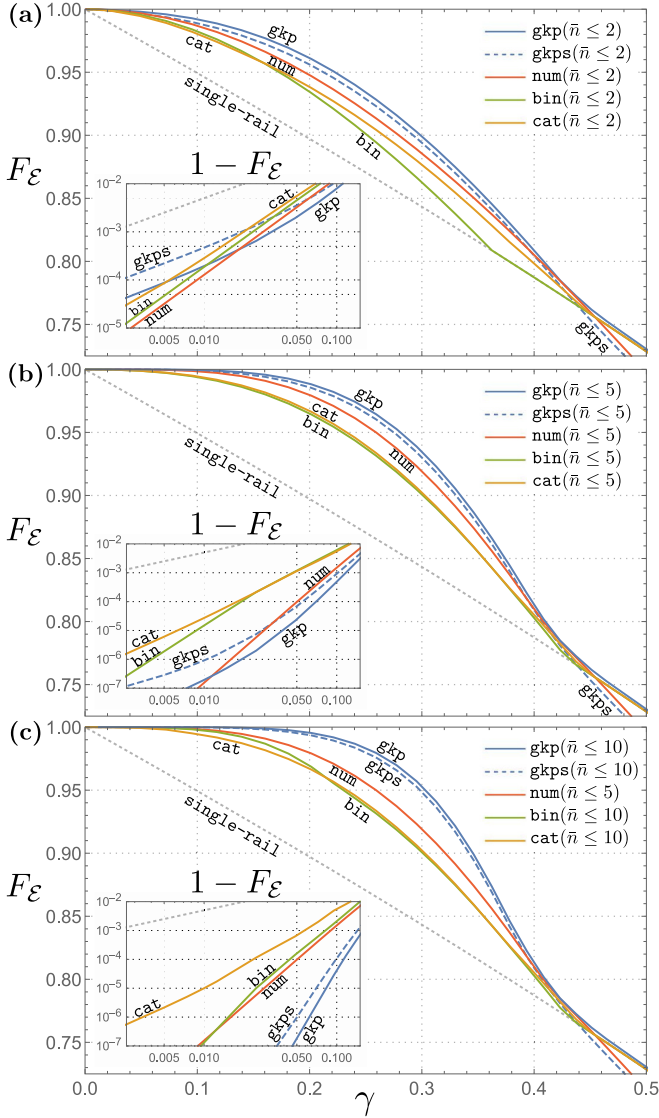 (a)
1.00
0.95
0.90
0.85
0.80
0.75
F_ℰ
gkp
cat
num
single-rail
bin
gkps
gkp(n̄ ≤ 2)
gkps(n̄ ≤ 2)
num(n̄ ≤ 2)
bin(n̄ ≤ 2)
cat(n̄ ≤ 2)
1 − F_ℰ
10⁻²
10⁻³
10⁻⁴
10⁻⁵
cat
gkp
gkps
bin
num
0.005 0.010 0.050 0.100
(b)
1.00
0.95
0.90
0.85
0.80
0.75
F_ℰ
gkp
cat
bin
num
single-rail
gkps
gkp(n̄ ≤ 5)
gkps(n̄ ≤ 5)
num(n̄ ≤ 5)
bin(n̄ ≤ 5)
cat(n̄ ≤ 5)
1 − F_ℰ
10⁻²
10⁻³
10⁻⁴
10⁻⁵
10⁻⁶
10⁻⁷
num
cat
bin
gkps
gkp
0.005 0.010 0.050 0.100
(c)
1.00
0.95
0.90
0.85
0.80
0.75
F_ℰ
cat
gkp
gkps
num
bin
single-rail
gkps
gkp(n̄ ≤ 10)
gkps(n̄ ≤ 10)
num(n̄ ≤ 5)
bin(n̄ ≤ 10)
cat(n̄ ≤ 10)
1 − F_ℰ
10⁻²
10⁻³
10⁻⁴
10⁻⁵
10⁻⁶
10⁻⁷
bin
num
cat
gkps
gkp
0.005 0.010 0.050 0.100
0.0 0.1 0.2 0.3 0.4 0.5
γ